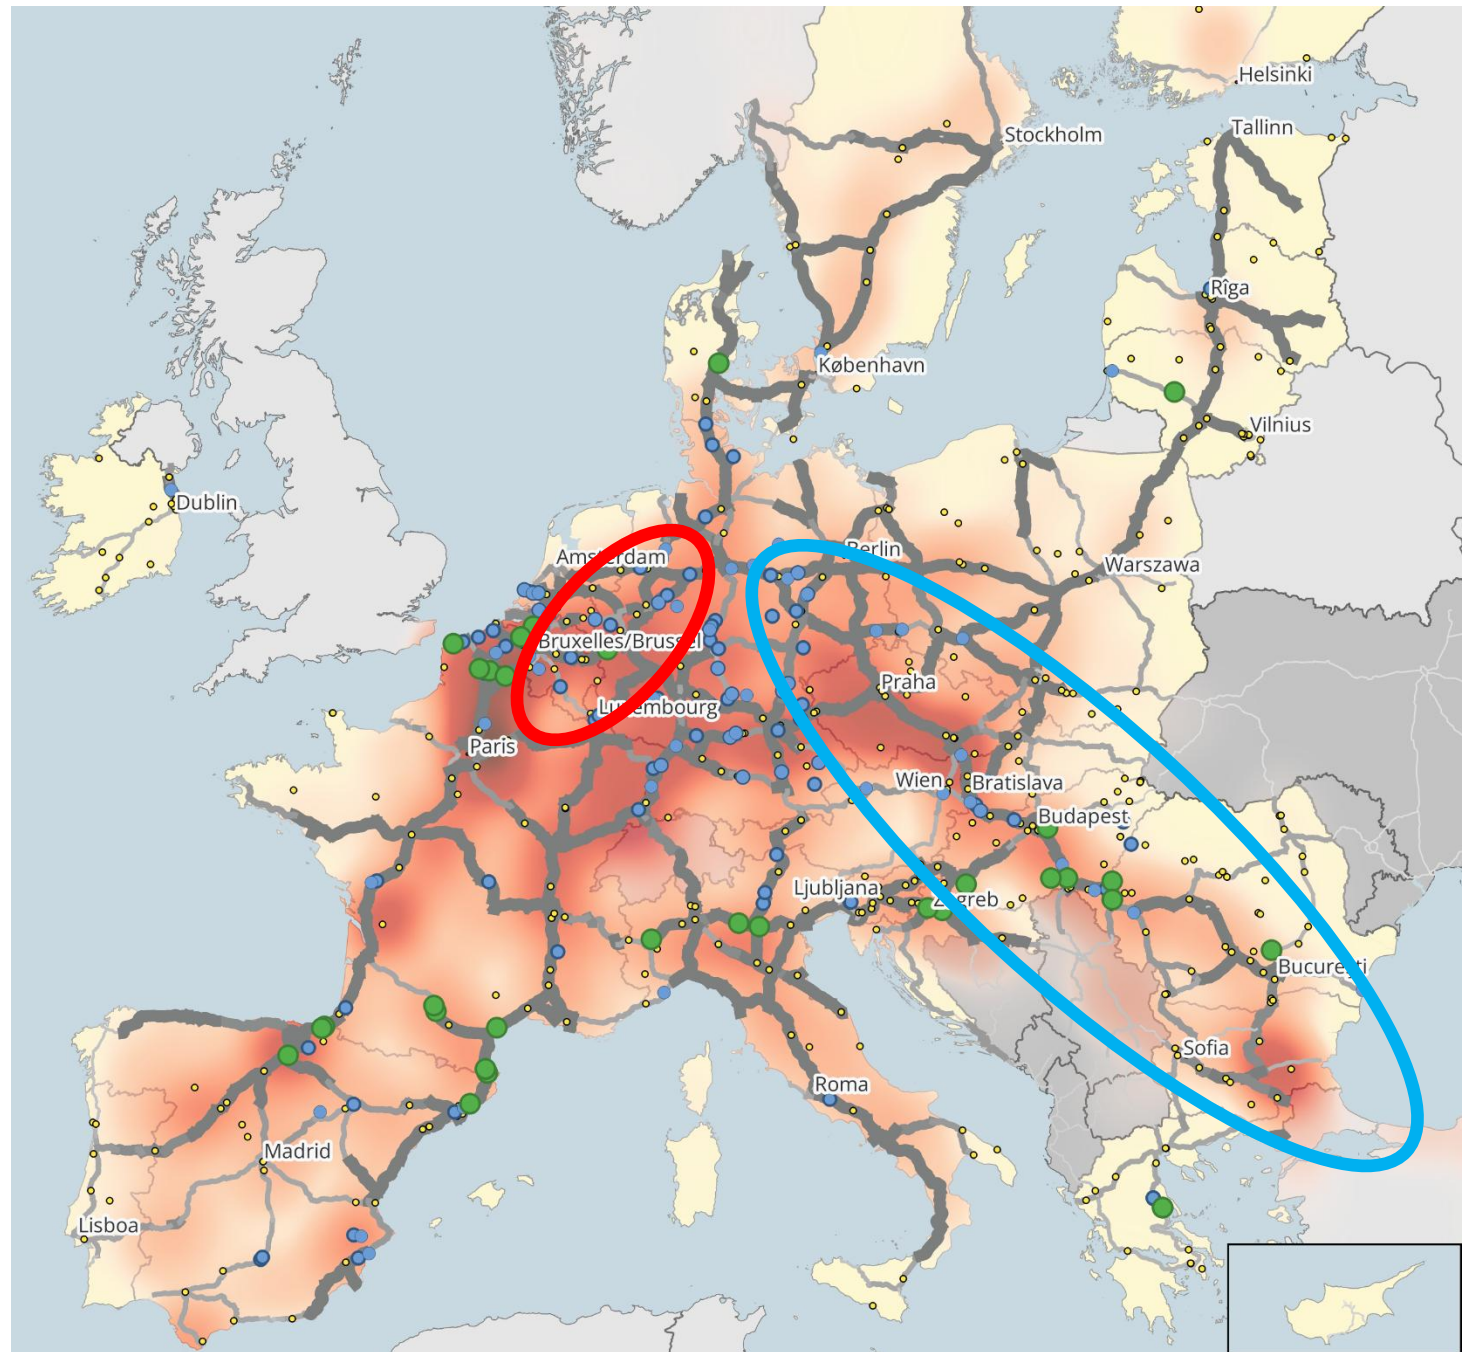 Helsinki
Tallinn
Stockholm
Rīga
København
Vilnius
Dublin
Amsterdam
Berlin
Warszawa
Bruxelles/Brussel
Praha
Luxembourg
Paris
Wien
Bratislava
Budapest
Ljubljana
Zagreb
București
Sofia
Roma
Madrid
Lisboa